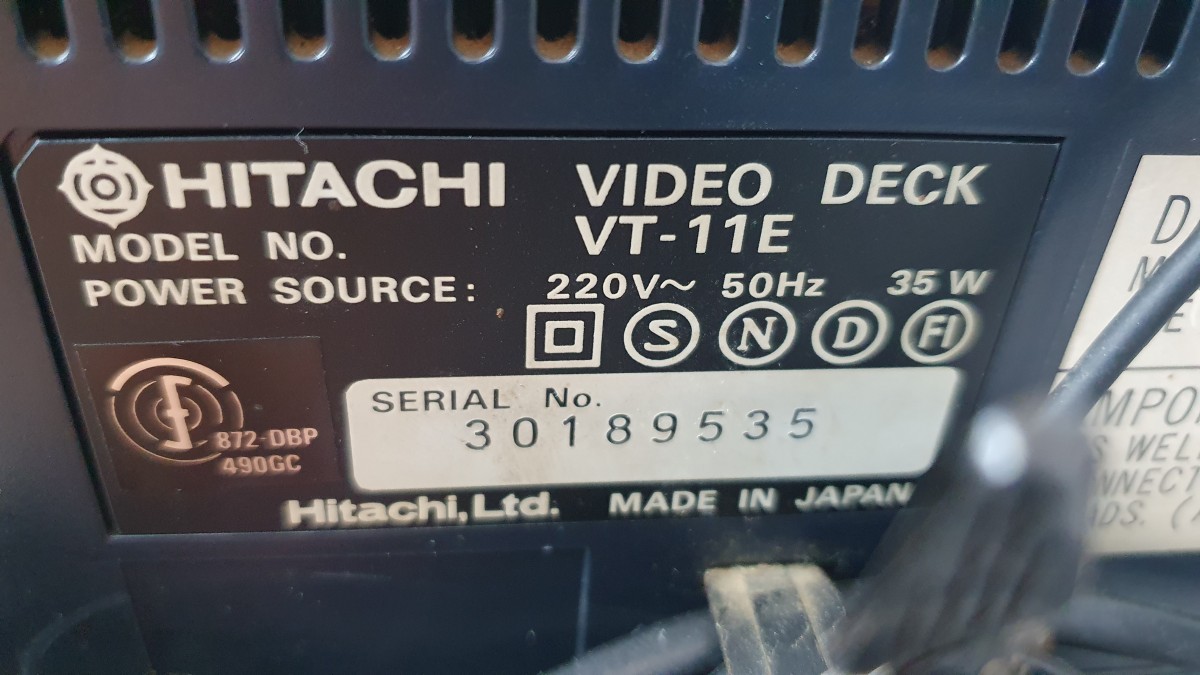 HITACHI VIDEO DECK
MODEL NO. VT-11E
POWER SOURCE: 220V~ 50Hz 35 W
S N D FI
872-DBP
490GC
SERIAL No.
30189535
Hitachi, Ltd. MADE IN JAPAN